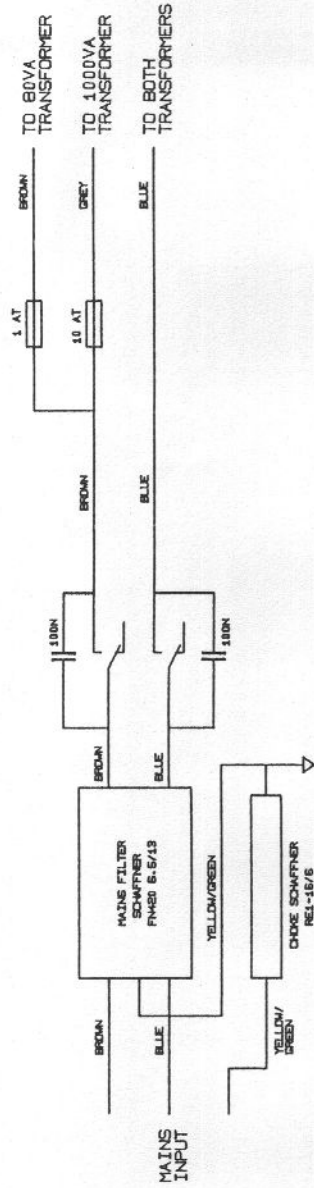 MAINS
INPUT
BROWN
BLUE
YELLOW/
GREEN
MAINS FILTER
SCHAFFNER
FN420 6.5/13
YELLOW/GREEN
CHOKE SCHAFFNER
RE1-16/6
BROWN
BLUE
100N
100N
BROWN
BLUE
1 AT
10 AT
BROWN
GREY
BLUE
TO 80VA
TRANSFORMER
TO 1000VA
TRANSFORMER
TO BOTH
TRANSFORMERS